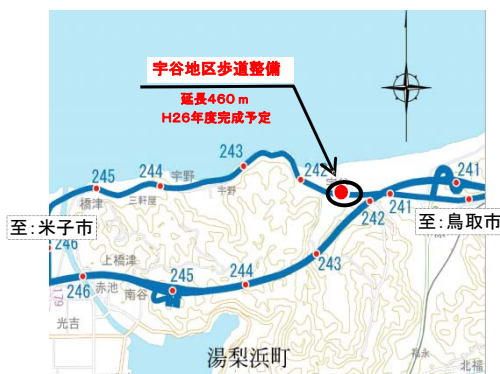 宇谷地区歩道整備
延長460m
H26年度完成予定
241
243
242
244
宇野
245
宇野
三軒屋
橋津
242
241
至:米子市
至:鳥取市
246
243
上橋津
245
244
246
赤池
南谷
179
光吉
湯梨浜町
北福